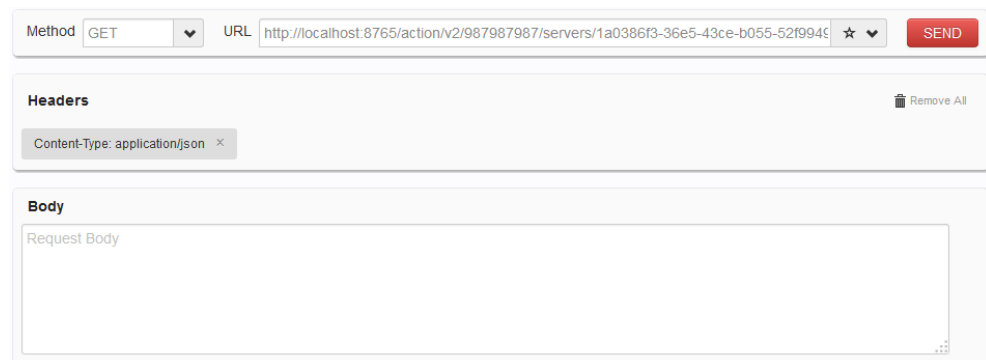 Method GET URL http://localhost:8765/action/v2/987987987/servers/1a0386f3-36e5-43ce-b055-52f9949 SEND
Headers Remove All
Content-Type: application/json ×
Body
Request Body